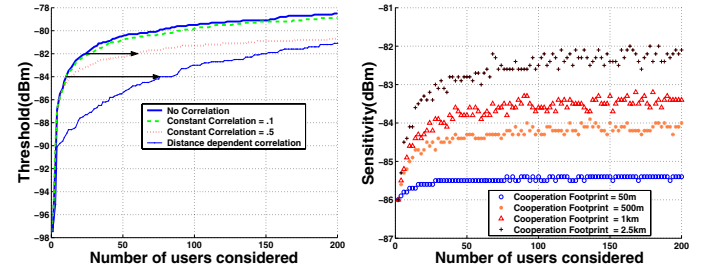 Threshold(dBm)
−78
−80
−82
−84
−86
−88
−90
−92
−94
−96
−98
0
50
100
150
200
Number of users considered
No Correlation
Constant Correlation = .1
Constant Correlation = .5
Distance dependent correlation
Sensitivity(dBm)
−81
−82
−83
−84
−85
−86
−87
0
50
100
150
200
Number of users considered
Cooperation Footprint = 50m
Cooperation Footprint = 500m
Cooperation Footprint = 1km
Cooperation Footprint = 2.5km